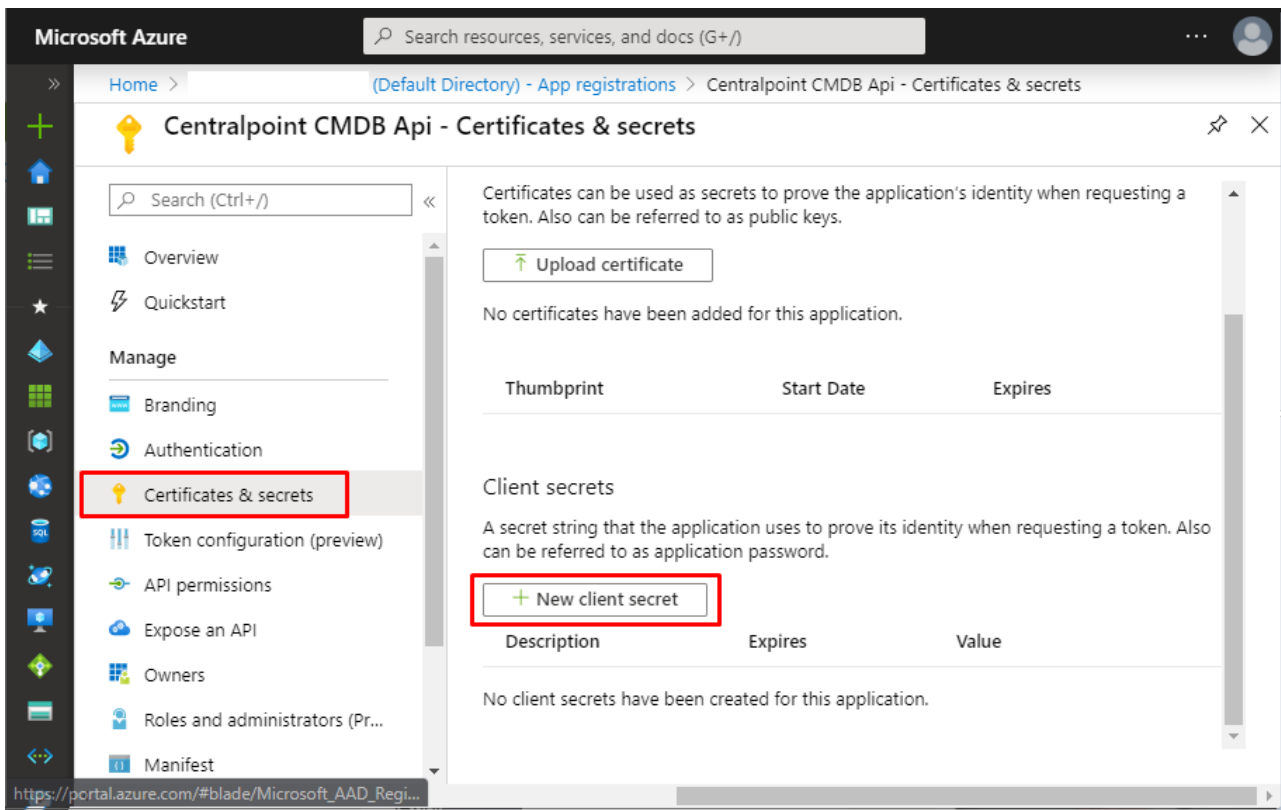 Microsoft Azure
Search resources, services, and docs (G+/)
...
»
Home > (Default Directory) - App registrations > Centralpoint CMDB Api - Certificates & secrets
Centralpoint CMDB Api - Certificates & secrets
Search (Ctrl+/)
«
Overview
Quickstart
Manage
Branding
Authentication
Certificates & secrets
Token configuration (preview)
API permissions
Expose an API
Owners
Roles and administrators (Pr...
Manifest
https://portal.azure.com/#blade/Microsoft_AAD_Regi...
Certificates can be used as secrets to prove the application's identity when requesting a
token. Also can be referred to as public keys.
Upload certificate
No certificates have been added for this application.
Thumbprint Start Date Expires
Client secrets
A secret string that the application uses to prove its identity when requesting a token. Also
can be referred to as application password.
+ New client secret
Description Expires Value
No client secrets have been created for this application.
SQL
www